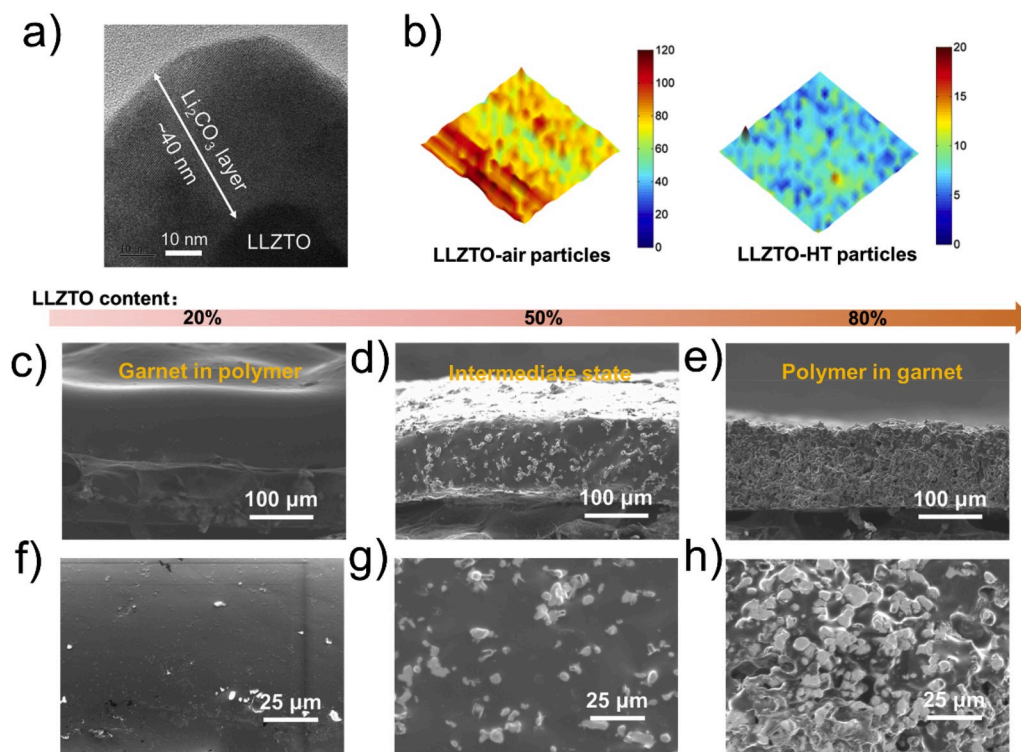 a)
Li₂CO₃ layer
~40 nm
LLZTO
10 nm
10 nm
b)
120
100
80
60
40
20
0
LLZTO-air particles
20
15
10
5
0
LLZTO-HT particles
LLZTO content:
20%
50%
80%
c)
Garnet in polymer
100 μm
d)
Intermediate state
100 μm
e)
Polymer in garnet
100 μm
f)
25 μm
g)
25 μm
h)
25 μm